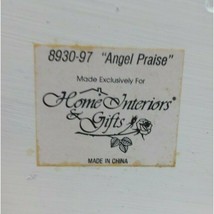 8930-97 "Angel Praise"
Made Exclusively For
Home Interiors®
& Gifts
MADE IN CHINA